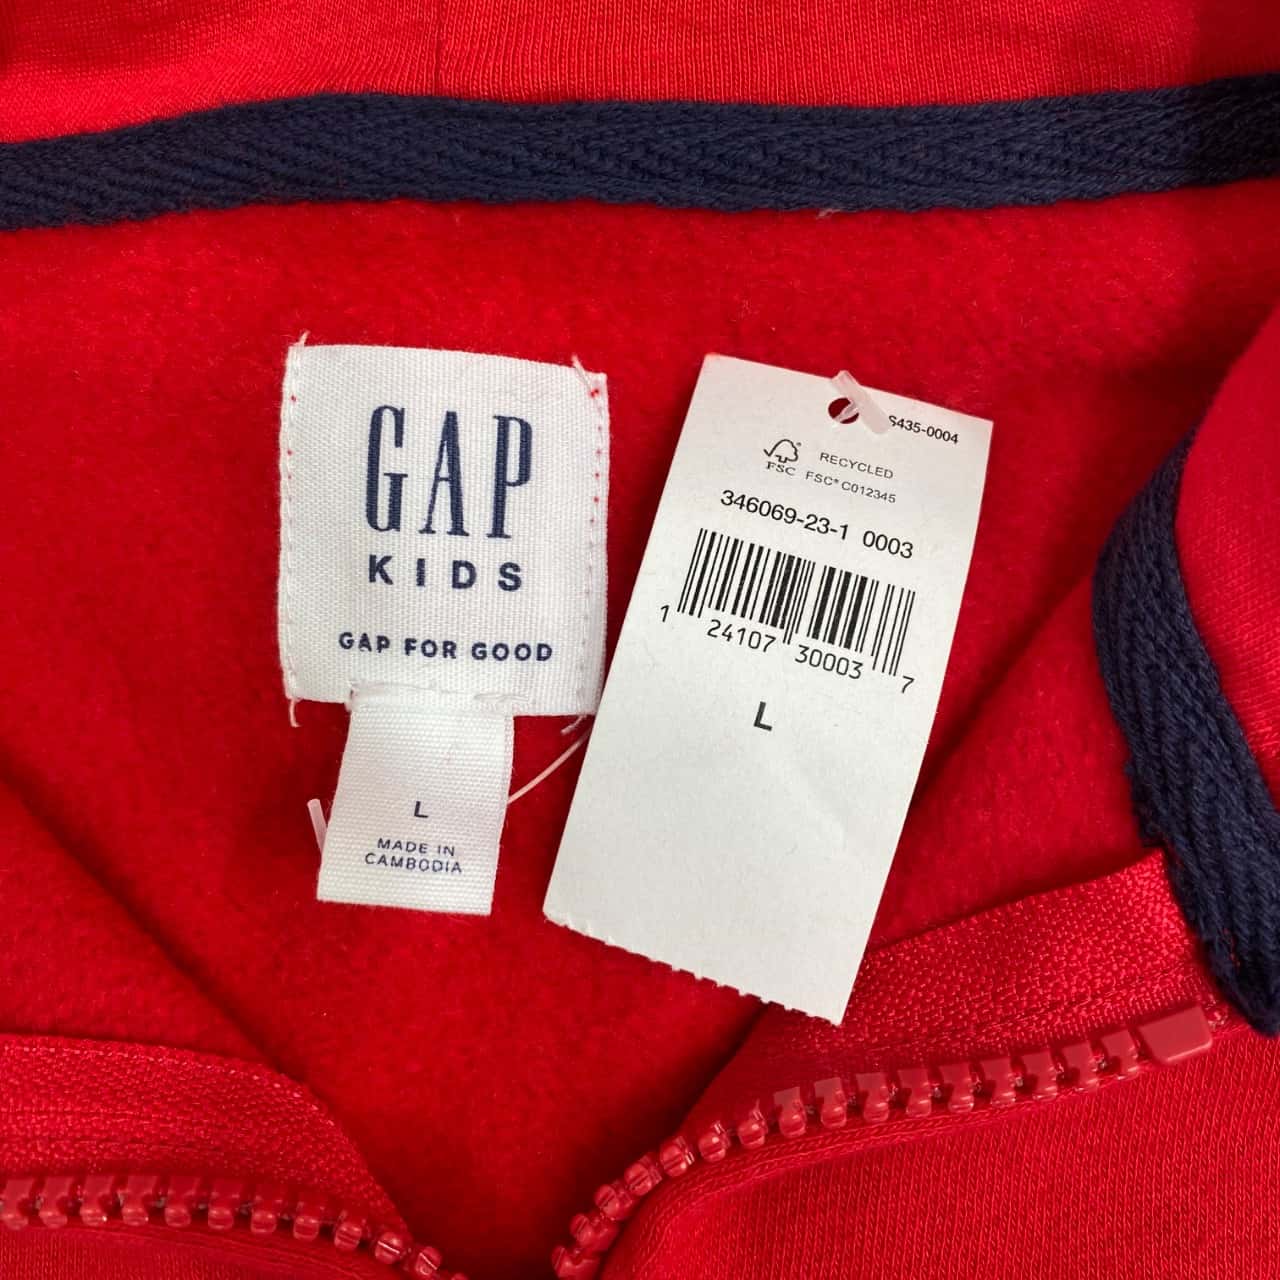 GAP
KIDS
GAP FOR GOOD
L
MADE IN
CAMBODIA
S435-0004
FSC
RECYCLED
FSC® C012345
346069-23-1 0003
1 24107 30003 7
L